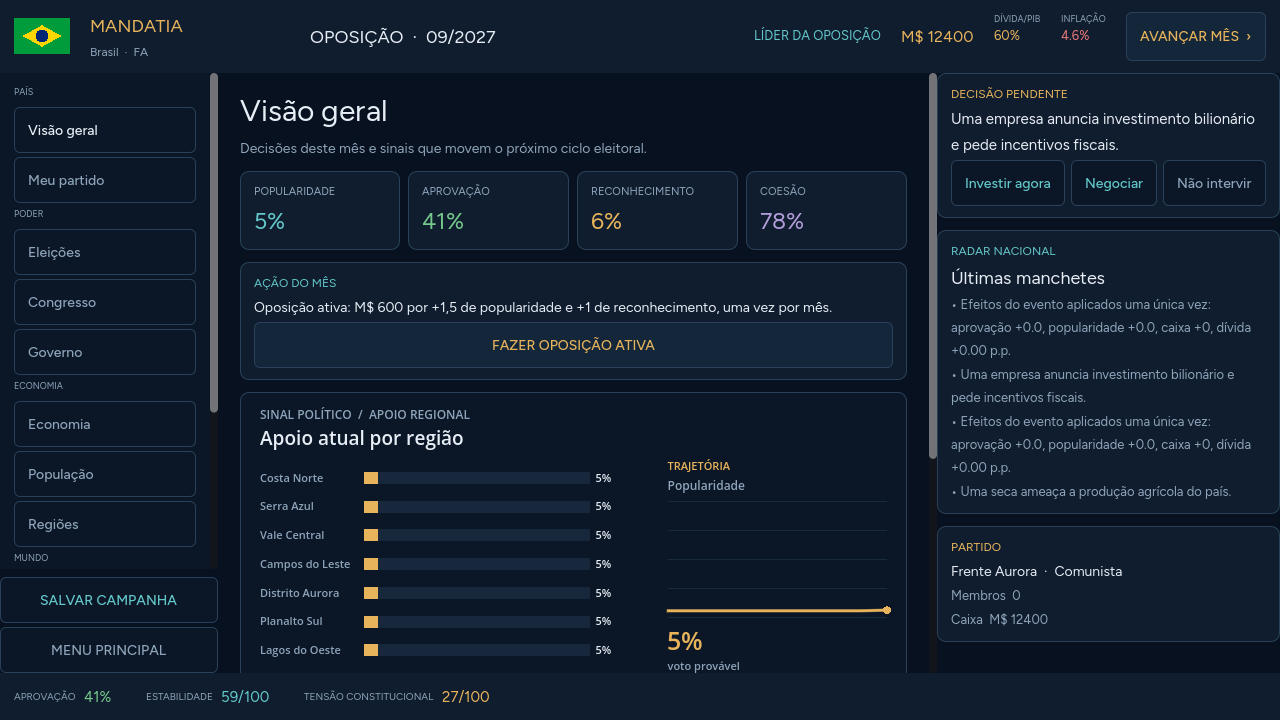 MANDATIA
Brasil · FA
OPOSIÇÃO · 09/2027
LÍDER DA OPOSIÇÃO
M$ 12400
DÍVIDA/PIB
60%
INFLAÇÃO
4.6%
AVANÇAR MÊS ›
PAÍS
Visão geral
Meu partido
PODER
Eleições
Congresso
Governo
ECONOMIA
Economia
População
Regiões
MUNDO
SALVAR CAMPANHA
MENU PRINCIPAL
Visão geral
Decisões deste mês e sinais que movem o próximo ciclo eleitoral.
POPULARIDADE
5%
APROVAÇÃO
41%
RECONHECIMENTO
6%
COESÃO
78%
AÇÃO DO MÊS
Oposição ativa: M$ 600 por +1,5 de popularidade e +1 de reconhecimento, uma vez por mês.
FAZER OPOSIÇÃO ATIVA
SINAL POLÍTICO / APOIO REGIONAL
Apoio atual por região
Costa Norte 5%
Serra Azul 5%
Vale Central 5%
Campos do Leste 5%
Distrito Aurora 5%
Planalto Sul 5%
Lagos do Oeste 5%
TRAJETÓRIA
Popularidade
5%
voto provável
DECISÃO PENDENTE
Uma empresa anuncia investimento bilionário
e pede incentivos fiscais.
Investir agora
Negociar
Não intervir
RADAR NACIONAL
Últimas manchetes
• Efeitos do evento aplicados uma única vez:
aprovação +0.0, popularidade +0.0, caixa +0, dívida
+0.00 p.p.
• Uma empresa anuncia investimento bilionário e
pede incentivos fiscais.
• Efeitos do evento aplicados uma única vez:
aprovação +0.0, popularidade +0.0, caixa +0, dívida
+0.00 p.p.
• Uma seca ameaça a produção agrícola do país.
PARTIDO
Frente Aurora · Comunista
Membros 0
Caixa M$ 12400
APROVAÇÃO 41%
ESTABILIDADE 59/100
TENSÃO CONSTITUCIONAL 27/100